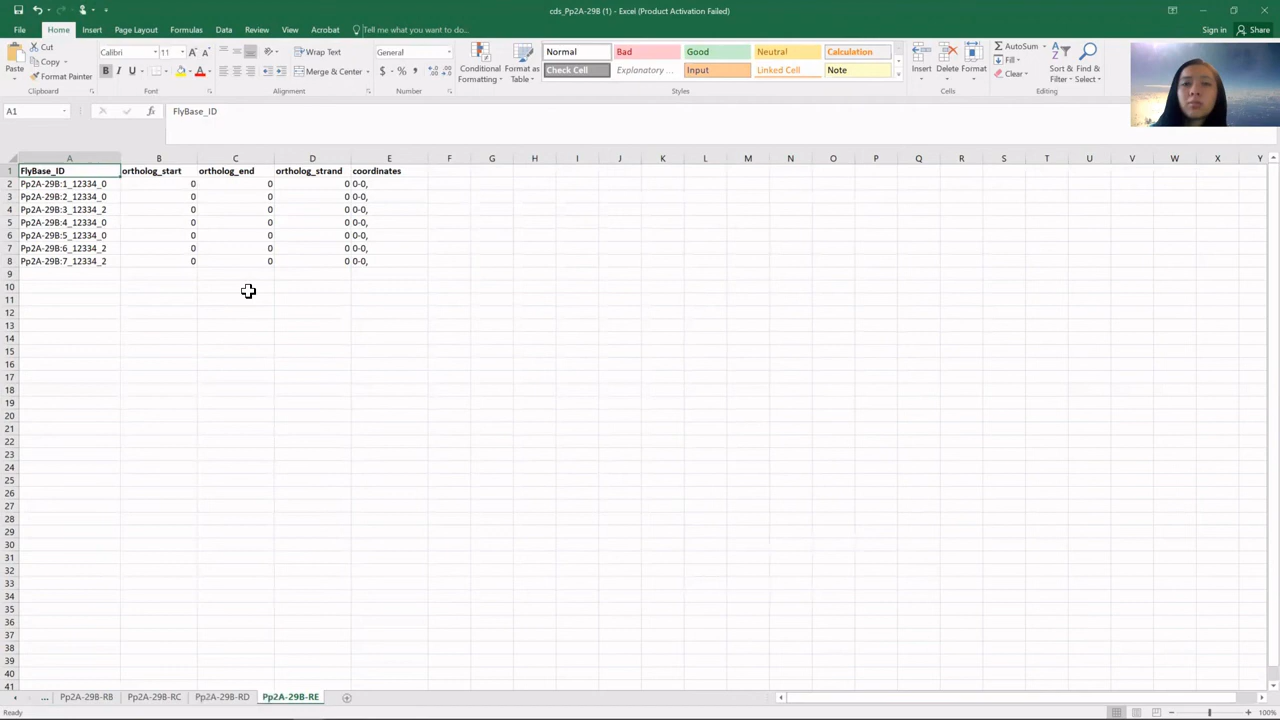 cds_Pp2A-29B (1) - Excel (Product Activation Failed)
Sign in
Share
File Home Insert Page Layout Formulas Data Review View Acrobat Tell me what you want to do...
Cut
Copy
Format Painter
Paste
Clipboard
Calibri 11
B I U
Font
Wrap Text
Merge & Center
Alignment
General
$ % ,
Number
Conditional Formatting
Format as Table
Normal Bad Good Neutral Calculation
Check Cell Explanatory ... Input Linked Cell Note
Styles
Insert Delete Format
Cells
AutoSum
Fill
Clear
Sort & Filter
Find & Select
Editing
A1 fx FlyBase_ID
A B C D E F G H I J K L M N O P Q R S T U V W X Y
1 FlyBase_ID ortholog_start ortholog_end ortholog_strand coordinates
2 Pp2A-29B:1_12334_0 0 0 0 0-0,
3 Pp2A-29B:2_12334_0 0 0 0 0-0,
4 Pp2A-29B:3_12334_2 0 0 0 0-0,
5 Pp2A-29B:4_12334_0 0 0 0 0-0,
6 Pp2A-29B:5_12334_0 0 0 0 0-0,
7 Pp2A-29B:6_12334_2 0 0 0 0-0,
8 Pp2A-29B:7_12334_2 0 0 0 0-0,
9
10
11
12
13
14
15
16
17
18
19
20
21
22
23
24
25
26
27
28
29
30
31
32
33
34
35
36
37
38
39
40
41
... Pp2A-29B-RB Pp2A-29B-RC Pp2A-29B-RD Pp2A-29B-RE
Ready
100%